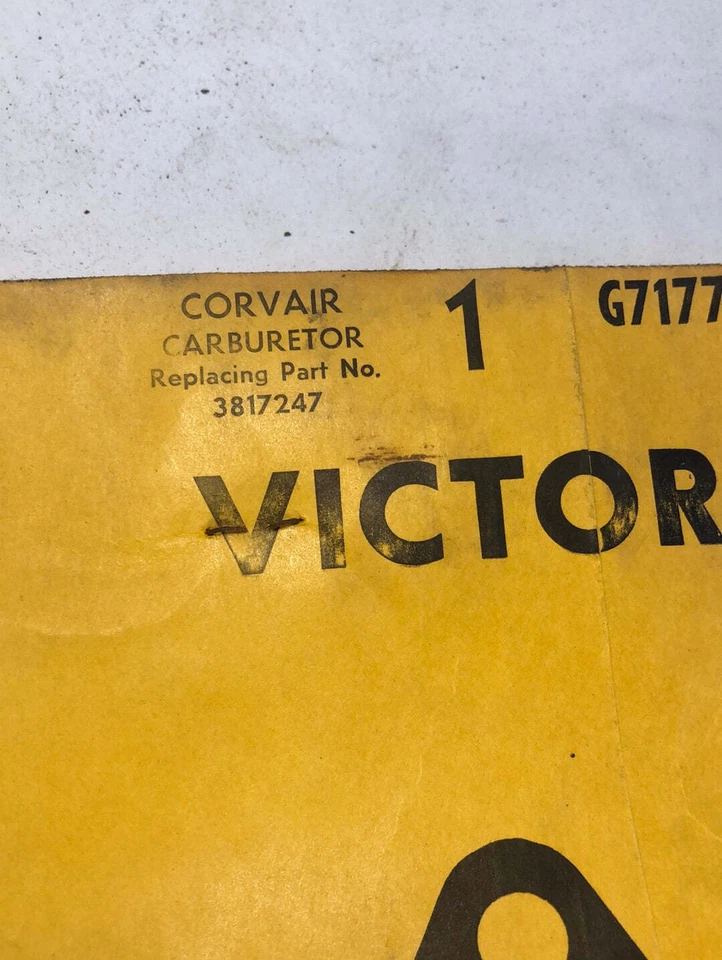 CORVAIR
CARBURETOR
Replacing Part No.
3817247
1
G7177
VICTOR